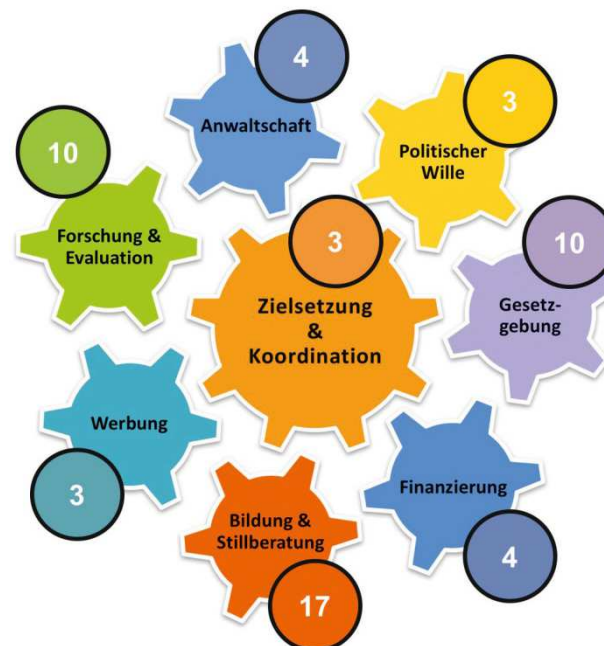 4
Anwaltschaft
3
Politischer
Wille
10
Forschung &
Evaluation
3
Zielsetzung
&
Koordination
10
Gesetz-
gebung
Werbung
3
Finanzierung
4
Bildung &
Stillberatung
17